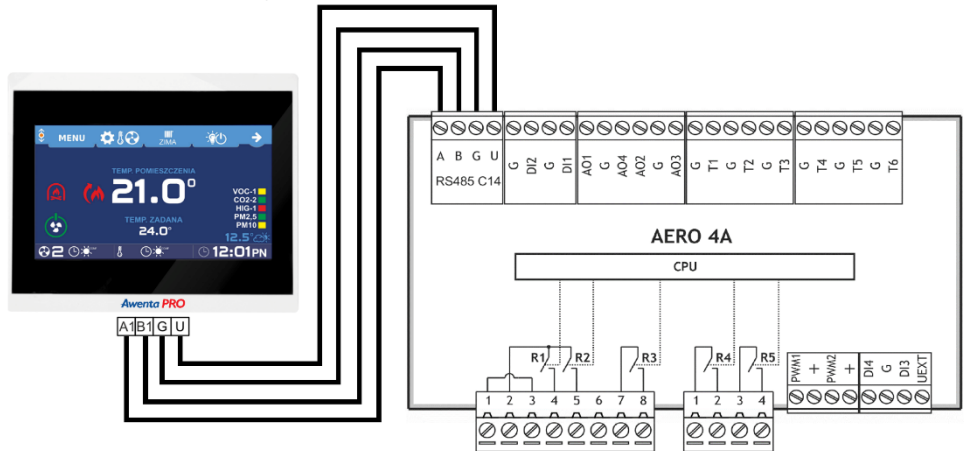 MENU
ZIMA
TEMP. POMIESZCZENIA
21.0°
VOC-1
CO2-2
HIG-1
PM2,5
PM10
TEMP. ZADANA
24.0°
12.5°
2
12:01PN
Awenta PRO
A1 B1 G U
A B G U
RS485 C14
G DI2 G DI1
AO1 G AO4 AO2 G AO3
G T1 G T2 G T3
G T4 G T5 G T6
AERO 4A
CPU
R1 R2 R3 R4 R5
1 2 3 4 5 6 7 8
1 2 3 4
PWM1 + PWM2 +
DI4 G DI3 UEXT